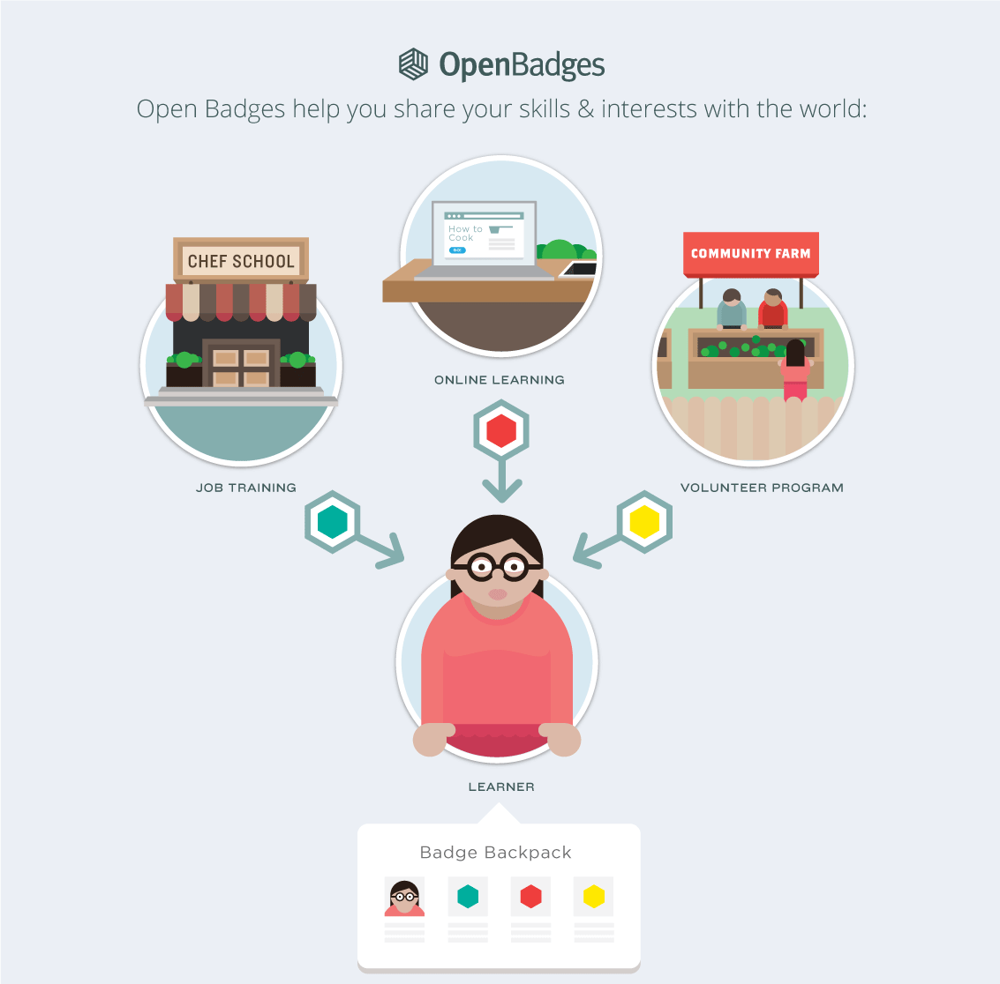 OpenBadges
Open Badges help you share your skills & interests with the world:
CHEF SCHOOL
How to
Cook
GO!
COMMUNITY FARM
ONLINE LEARNING
JOB TRAINING
VOLUNTEER PROGRAM
LEARNER
Badge Backpack